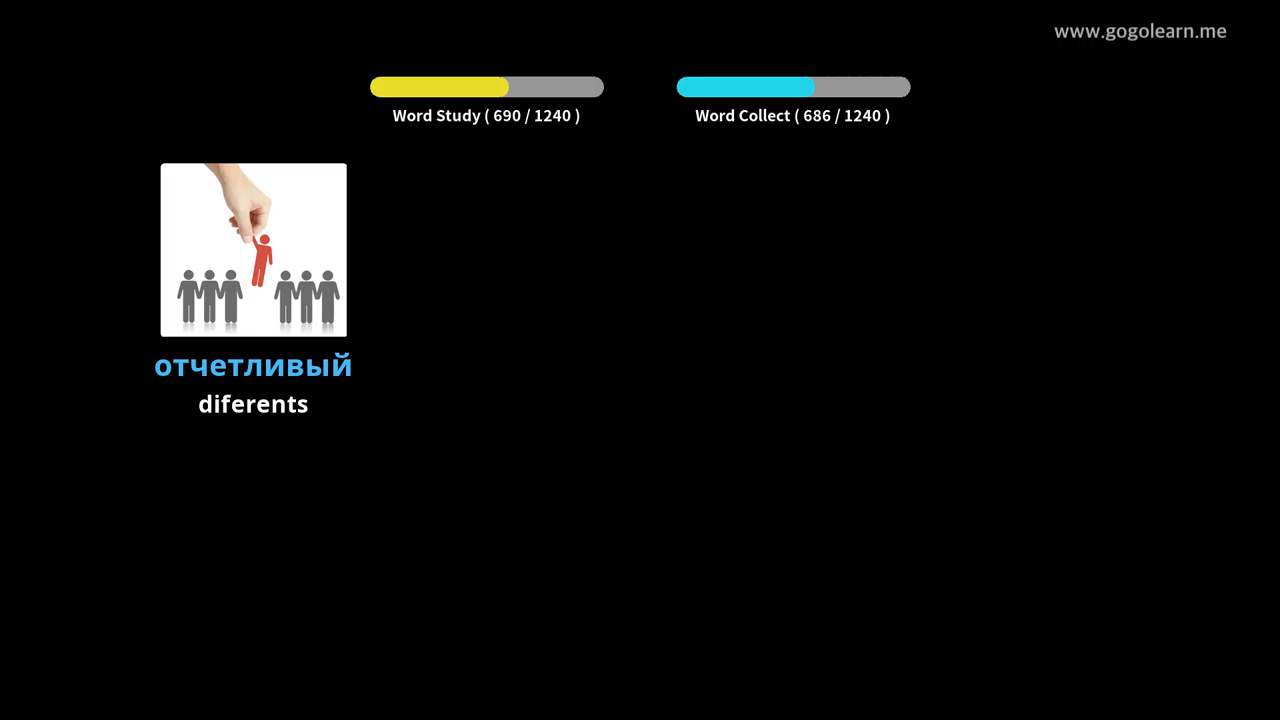 www.gogolearn.me
Word Study ( 690 / 1240 )
Word Collect ( 686 / 1240 )
отчетливый
diferents